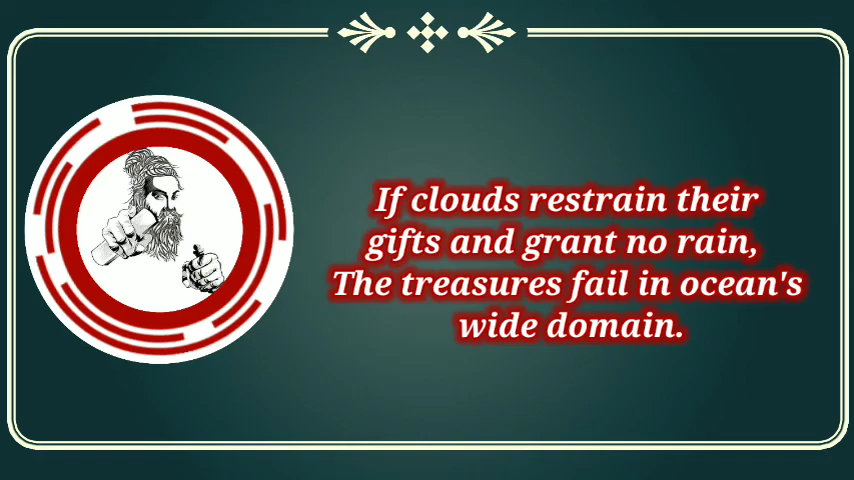 If clouds restrain their
gifts and grant no rain,
The treasures fail in ocean's
wide domain.